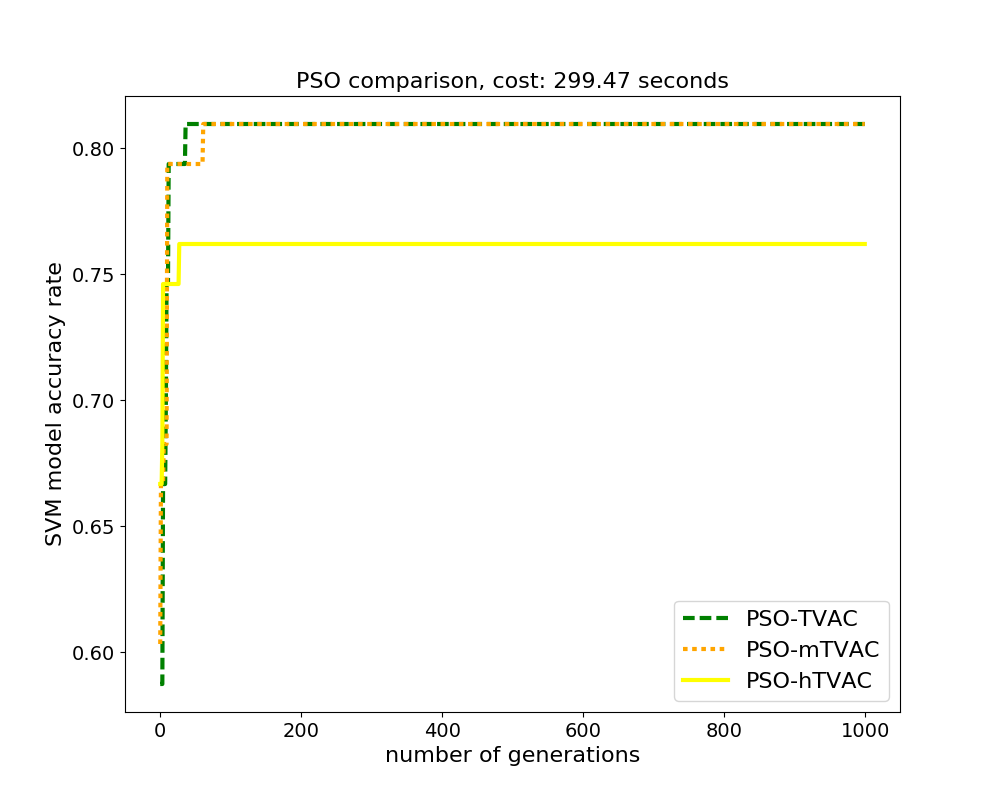 PSO comparison, cost: 299.47 seconds
SVM model accuracy rate
0.80
0.75
0.70
0.65
0.60
0
200
400
600
800
1000
number of generations
PSO-TVAC
PSO-mTVAC
PSO-hTVAC